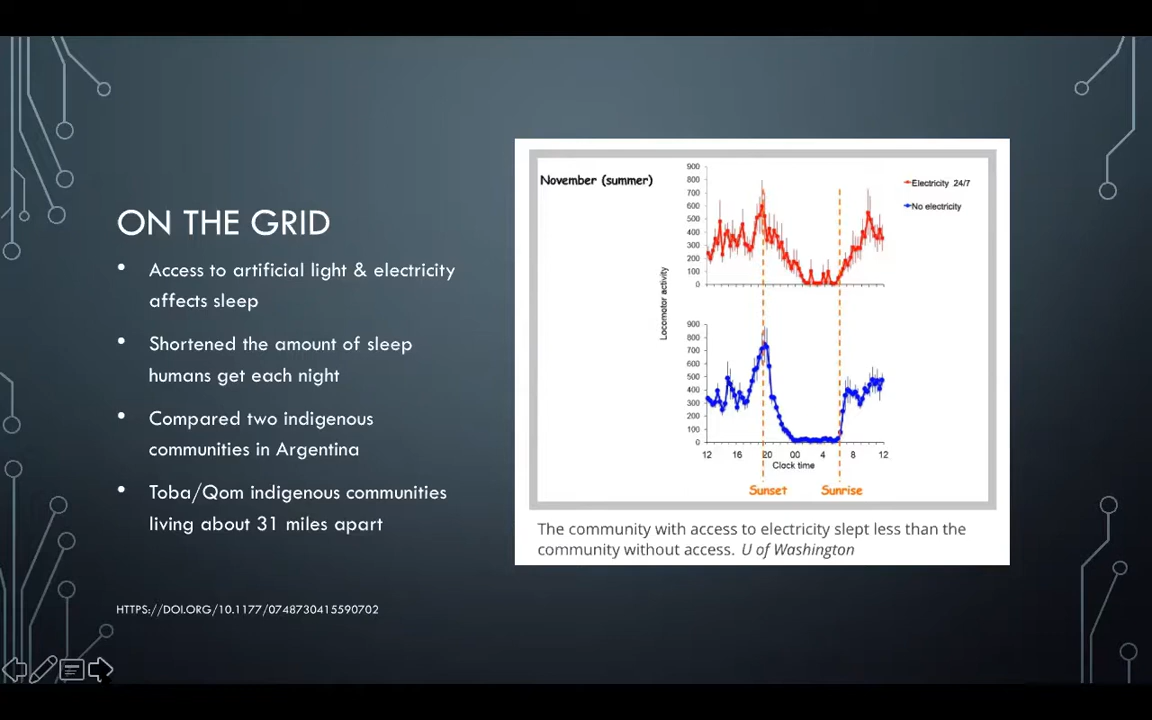 ON THE GRID
• Access to artificial light & electricity
affects sleep
• Shortened the amount of sleep
humans get each night
• Compared two indigenous
communities in Argentina
• Toba/Qom indigenous communities
living about 31 miles apart
HTTPS://DOI.ORG/10.1177/0748730415590702
November (summer)
Electricity 24/7
No electricity
Locomotor activity
900
800
700
600
500
400
300
200
100
0
900
800
700
600
500
400
300
200
100
0
12 16 20 00 4 8 12
Clock time
Sunset Sunrise
The community with access to electricity slept less than the
community without access. U of Washington